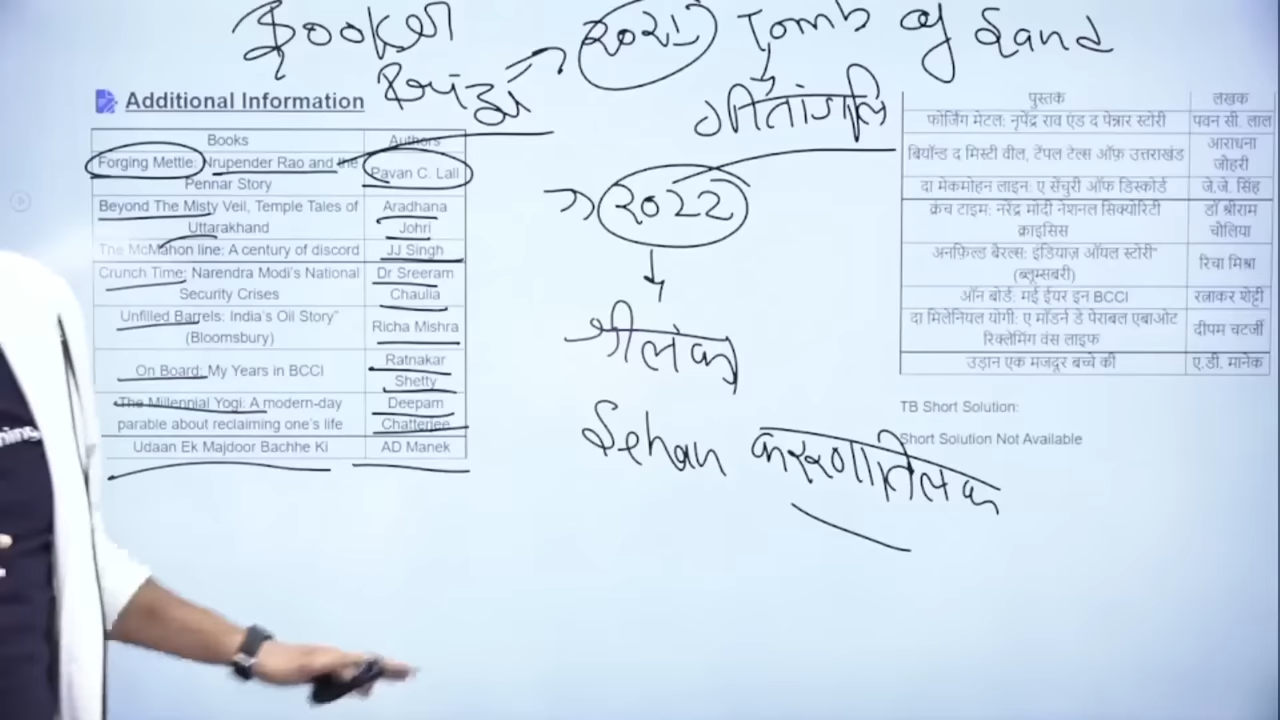 Booker
Prize → 2021 Tomb of Sand
गीतांजलि
→ 2022
श्रीलंका
Sehan करुणातिलक
Additional Information
Books Authors
Forging Mettle: Nrupender Rao and the Pennar Story Pavan C. Lall
Beyond The Misty Veil, Temple Tales of Uttarakhand Aradhana Johri
The McMahon line: A century of discord JJ Singh
Crunch Time: Narendra Modi's National Security Crises Dr Sreeram Chaulia
Unfilled Barrels: India's Oil Story" (Bloomsbury) Richa Mishra
On Board: My Years in BCCI Ratnakar Shetty
The Millennial Yogi: A modern-day parable about reclaiming one's life Deepam Chatterjee
Udaan Ek Majdoor Bachhe Ki AD Manek
पुस्तक लेखक
फोर्जिंग मेटल: नृपेंद्र राव एंड द पेन्नार स्टोरी पवन सी. लाल
बियॉन्ड द मिस्टी वील, टेंपल टेल्स ऑफ़ उत्तराखंड आराधना जोहरी
दा मेकमोहन लाइन: ए सेंचुरी ऑफ डिस्कोर्ड जे.जे. सिंह
क्रंच टाइम: नरेंद्र मोदी नेशनल सिक्योरिटी क्राइसिस डॉ श्रीराम चौलिया
अनफ़िल्ड बैरल्स: इंडियाज़ ऑयल स्टोरी" (ब्लूम्सबरी) रिचा मिश्रा
ऑन बोर्ड: माई ईयर इन BCCI रत्नाकर शेट्टी
दा मिलेनियल योगी: ए मॉडर्न डे पेराबल एबाओट रिक्लेमिंग वंस लाइफ दीपम चटर्जी
उड़ान एक मजदूर बच्चे की ए.डी. मानेक
TB Short Solution:
Short Solution Not Available